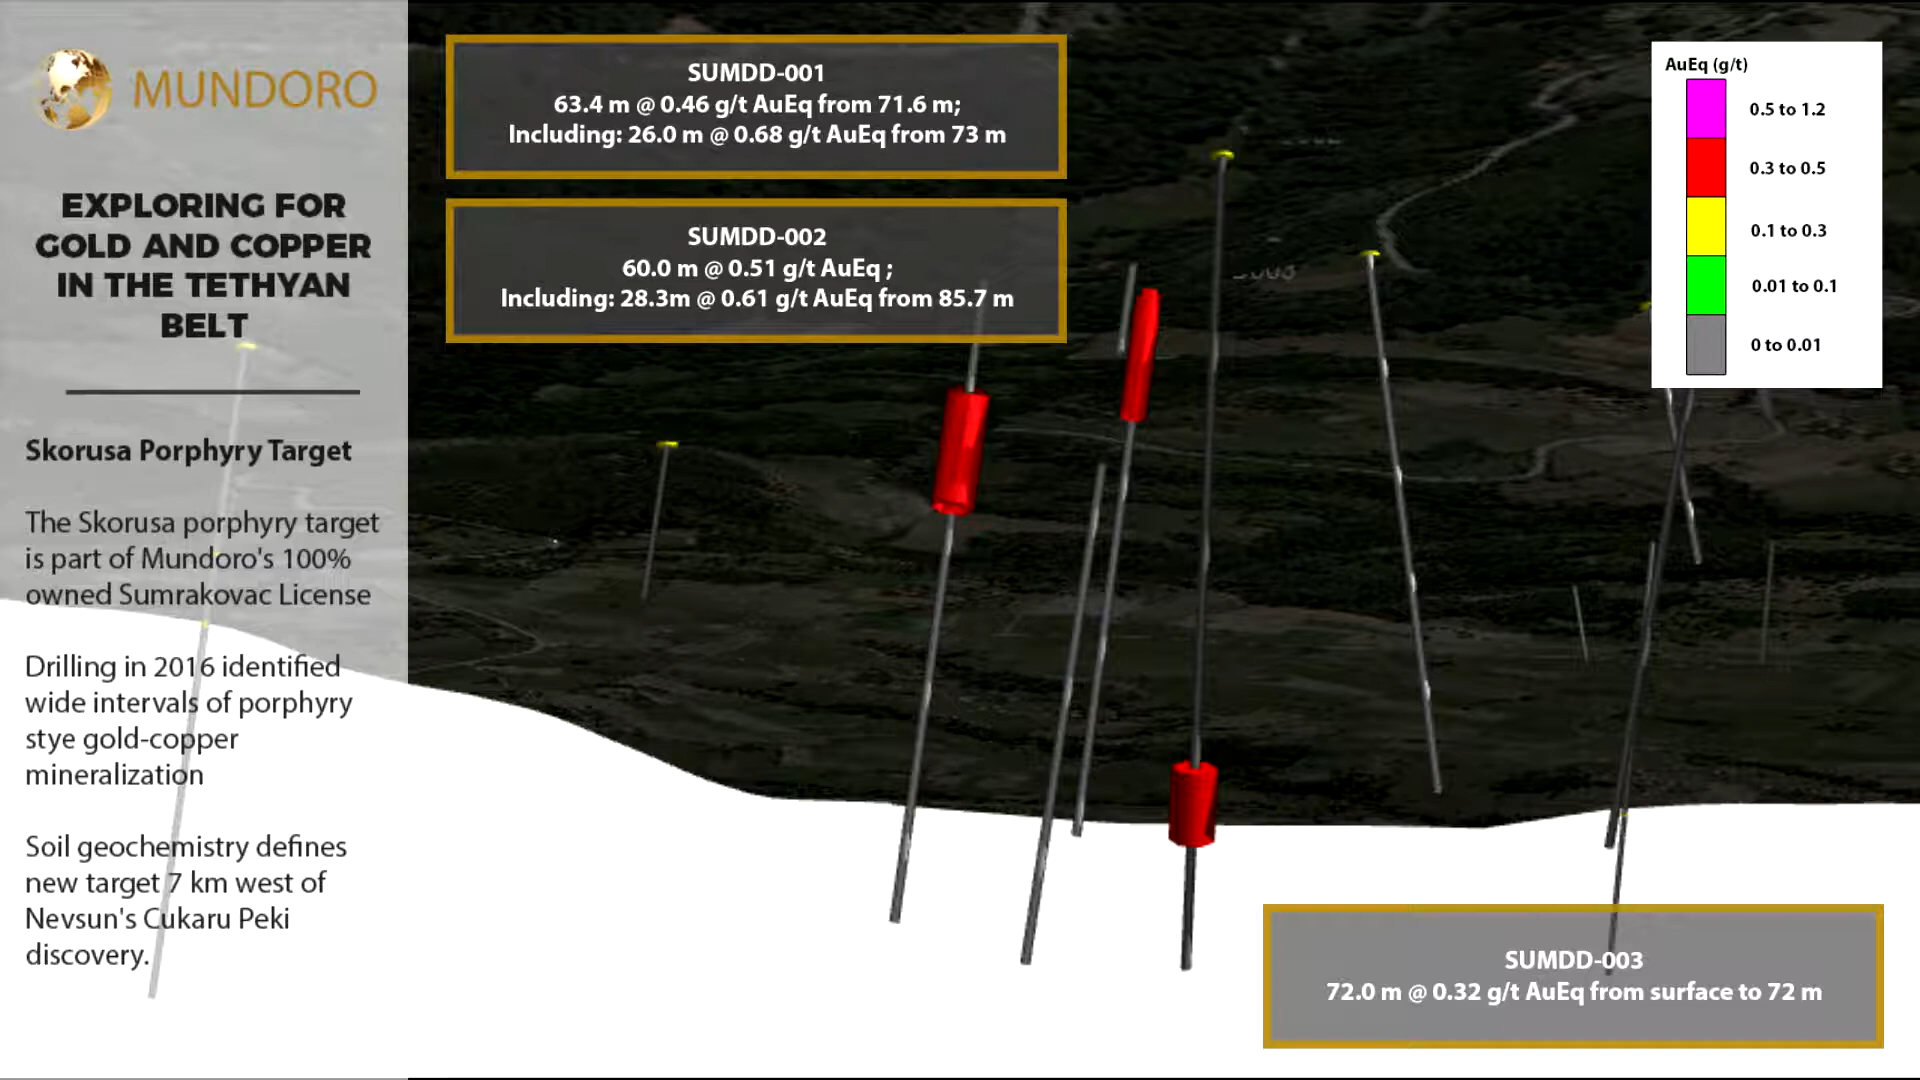 MUNDORO
EXPLORING FOR
GOLD AND COPPER
IN THE TETHYAN
BELT
Skorusa Porphyry Target
The Skorusa porphyry target
is part of Mundoro's 100%
owned Sumrakovac License
Drilling in 2016 identified
wide intervals of porphyry
stye gold-copper
mineralization
Soil geochemistry defines
new target 7 km west of
Nevsun's Cukaru Peki
discovery.
SUMDD-001
63.4 m @ 0.46 g/t AuEq from 71.6 m;
Including: 26.0 m @ 0.68 g/t AuEq from 73 m
SUMDD-002
60.0 m @ 0.51 g/t AuEq ;
Including: 28.3m @ 0.61 g/t AuEq from 85.7 m
AuEq (g/t)
0.5 to 1.2
0.3 to 0.5
0.1 to 0.3
0.01 to 0.1
0 to 0.01
SUMDD-003
72.0 m @ 0.32 g/t AuEq from surface to 72 m